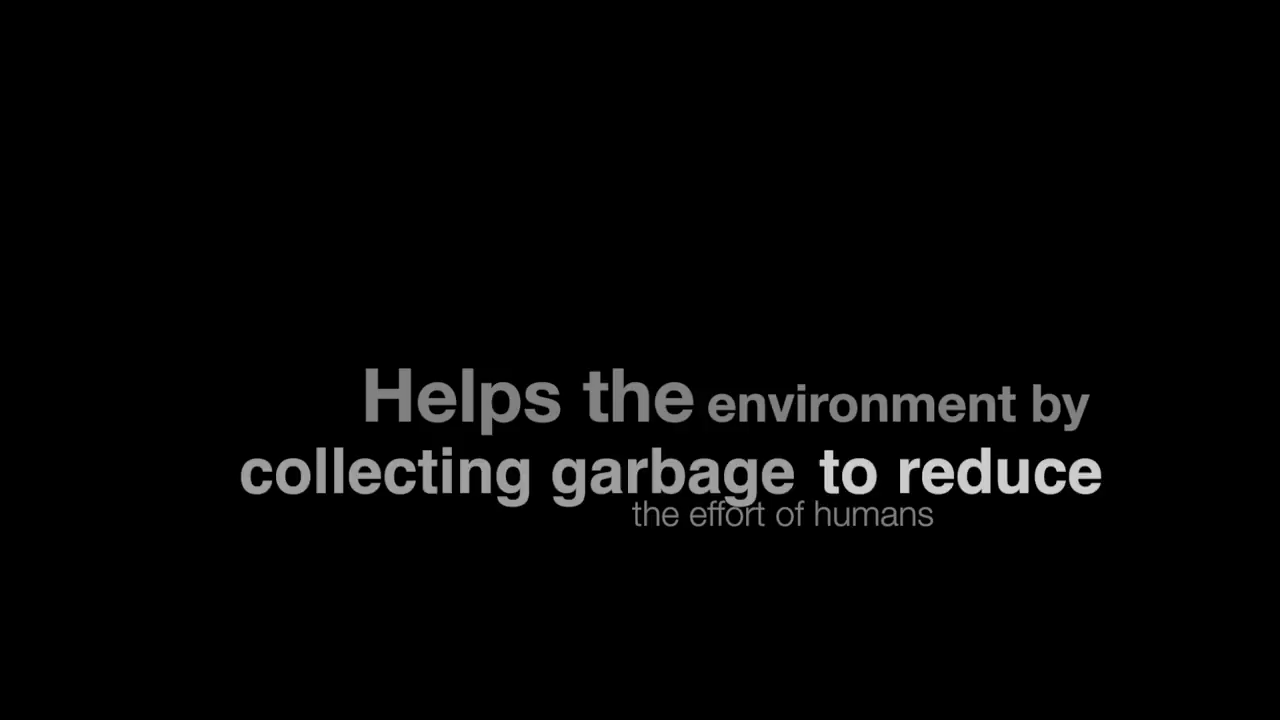 Helps the environment by
collecting garbage to reduce
the effort of humans